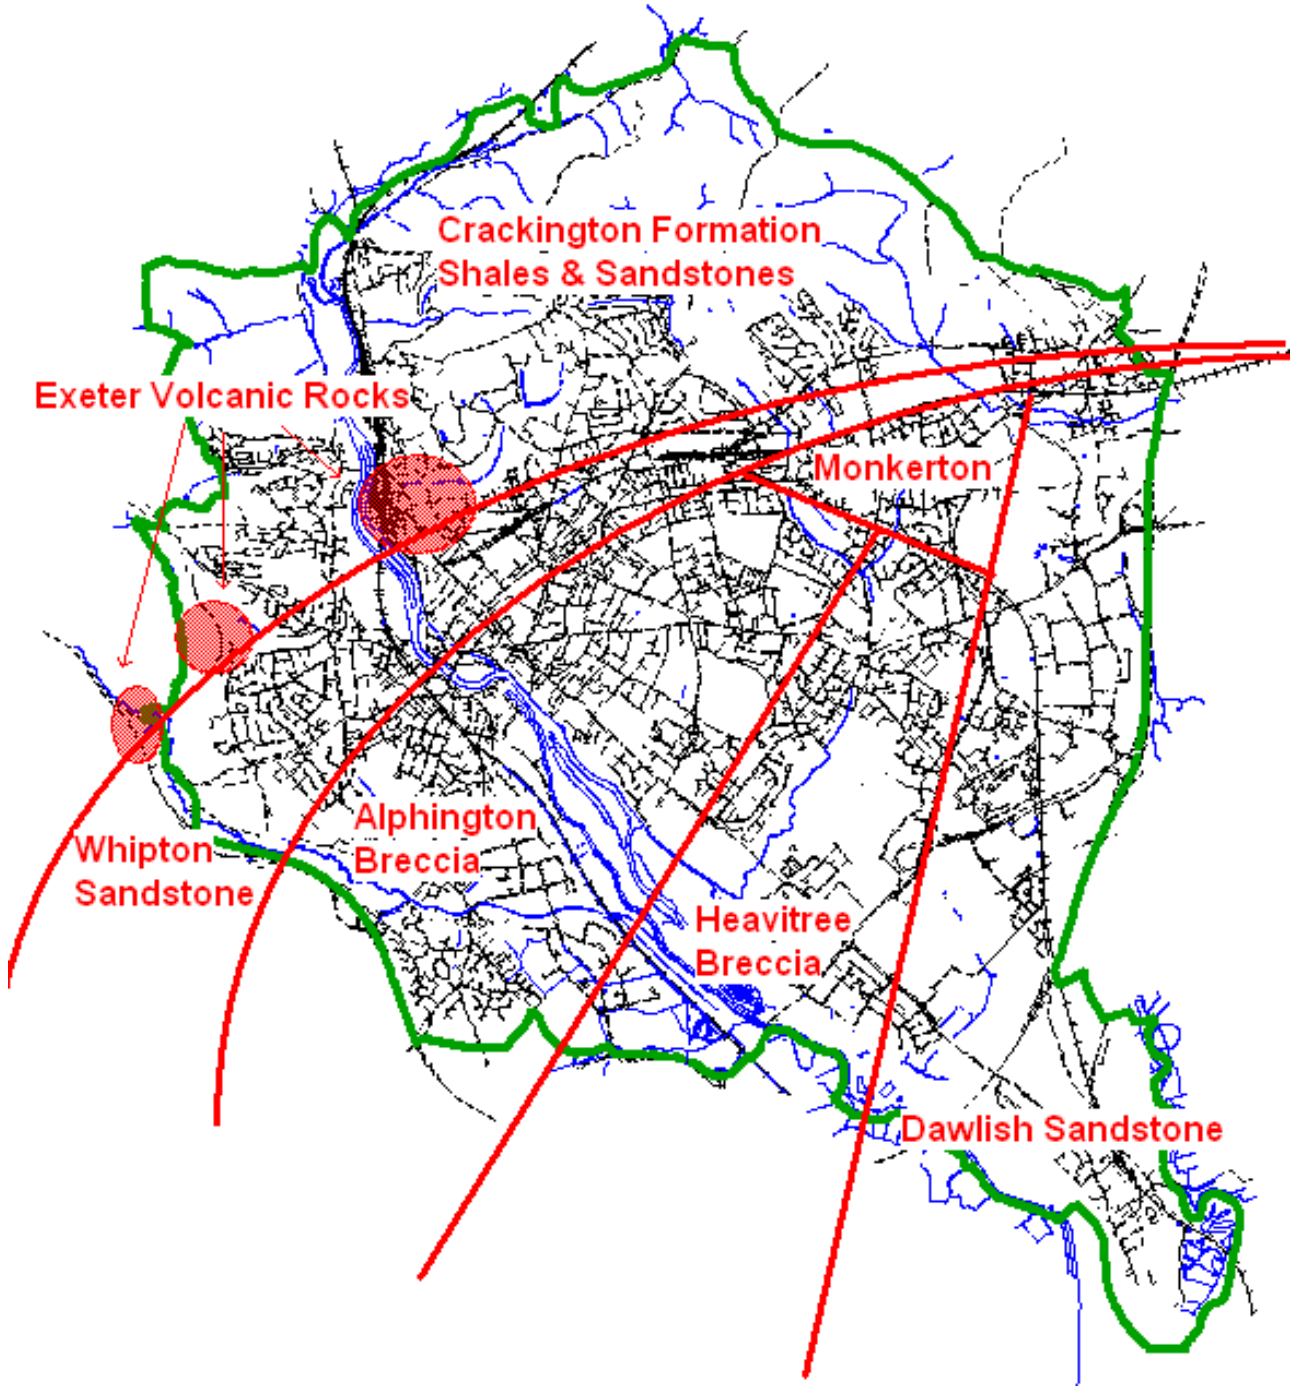 Crackington Formation
Shales & Sandstones
Exeter Volcanic Rocks
Monkerton
Alphington
Breccia
Whipton
Sandstone
Heavitree
Breccia
Dawlish Sandstone